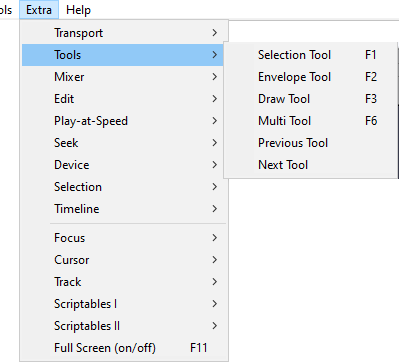 ols Extra Help
Transport
Tools
Mixer
Edit
Play-at-Speed
Seek
Device
Selection
Timeline
Focus
Cursor
Track
Scriptables I
Scriptables II
Full Screen (on/off) F11
Selection Tool F1
Envelope Tool F2
Draw Tool F3
Multi Tool F6
Previous Tool
Next Tool